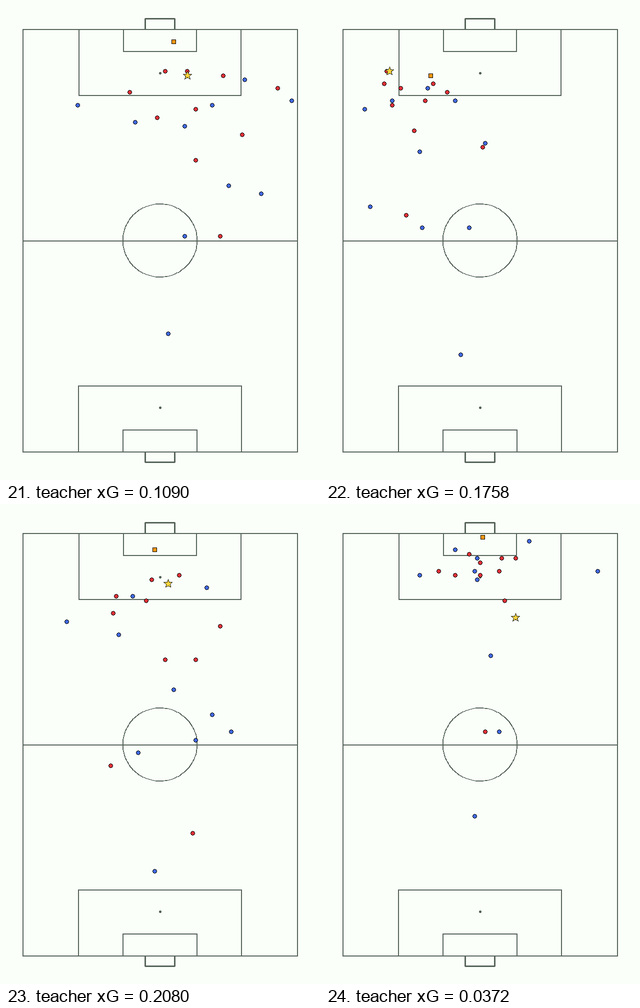 21. teacher xG = 0.1090
22. teacher xG = 0.1758
23. teacher xG = 0.2080
24. teacher xG = 0.0372